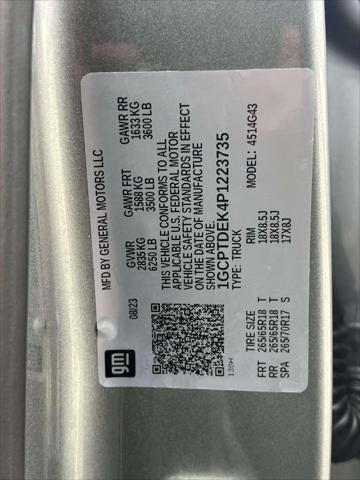 MFD BY GENERAL MOTORS LLC
08/23
GVWR GAWR FRT GAWR RR
2835 KG 1588 KG 1633 KG
6250 LB 3500 LB 3600 LB
THIS VEHICLE CONFORMS TO ALL
APPLICABLE U.S. FEDERAL MOTOR
VEHICLE SAFETY STANDARDS IN EFFECT
ON THE DATE OF MANUFACTURE
SHOWN ABOVE.
1GCPTDEK4P1223735
TYPE: TRUCK MODEL: 4514G43
gm
130H
TIRE SIZE RIM
FRT 265/65R18 T 18X8.5J
RR 265/65R18 T 18X8.5J
SPA 265/70R17 S 17X8J